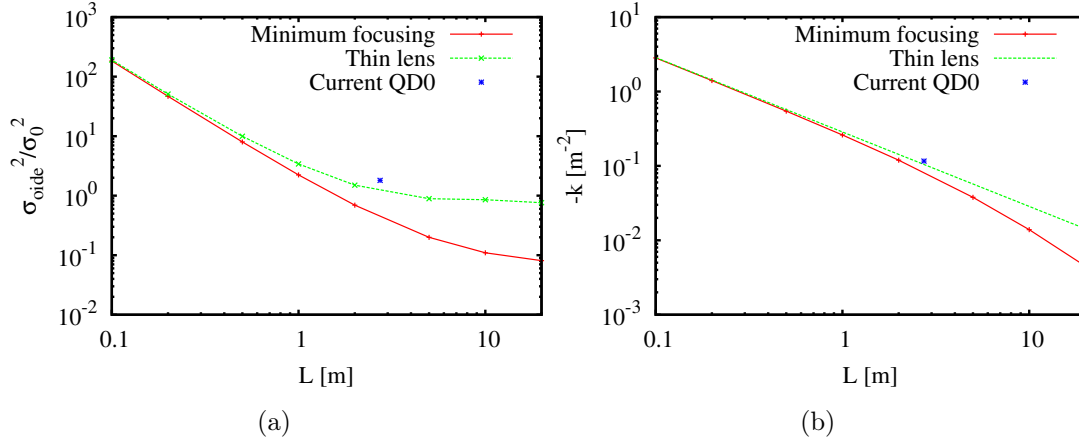 10^3
10^2
10^1
10^0
10^-1
10^-2
σ_oide^2/σ_0^2
Minimum focusing
Thin lens
Current QD0
0.1
1
10
L [m]
(a)
10^2
10^1
10^0
10^-1
10^-2
10^-3
-k [m^-2]
Minimum focusing
Thin lens
Current QD0
0.1
1
10
L [m]
(b)